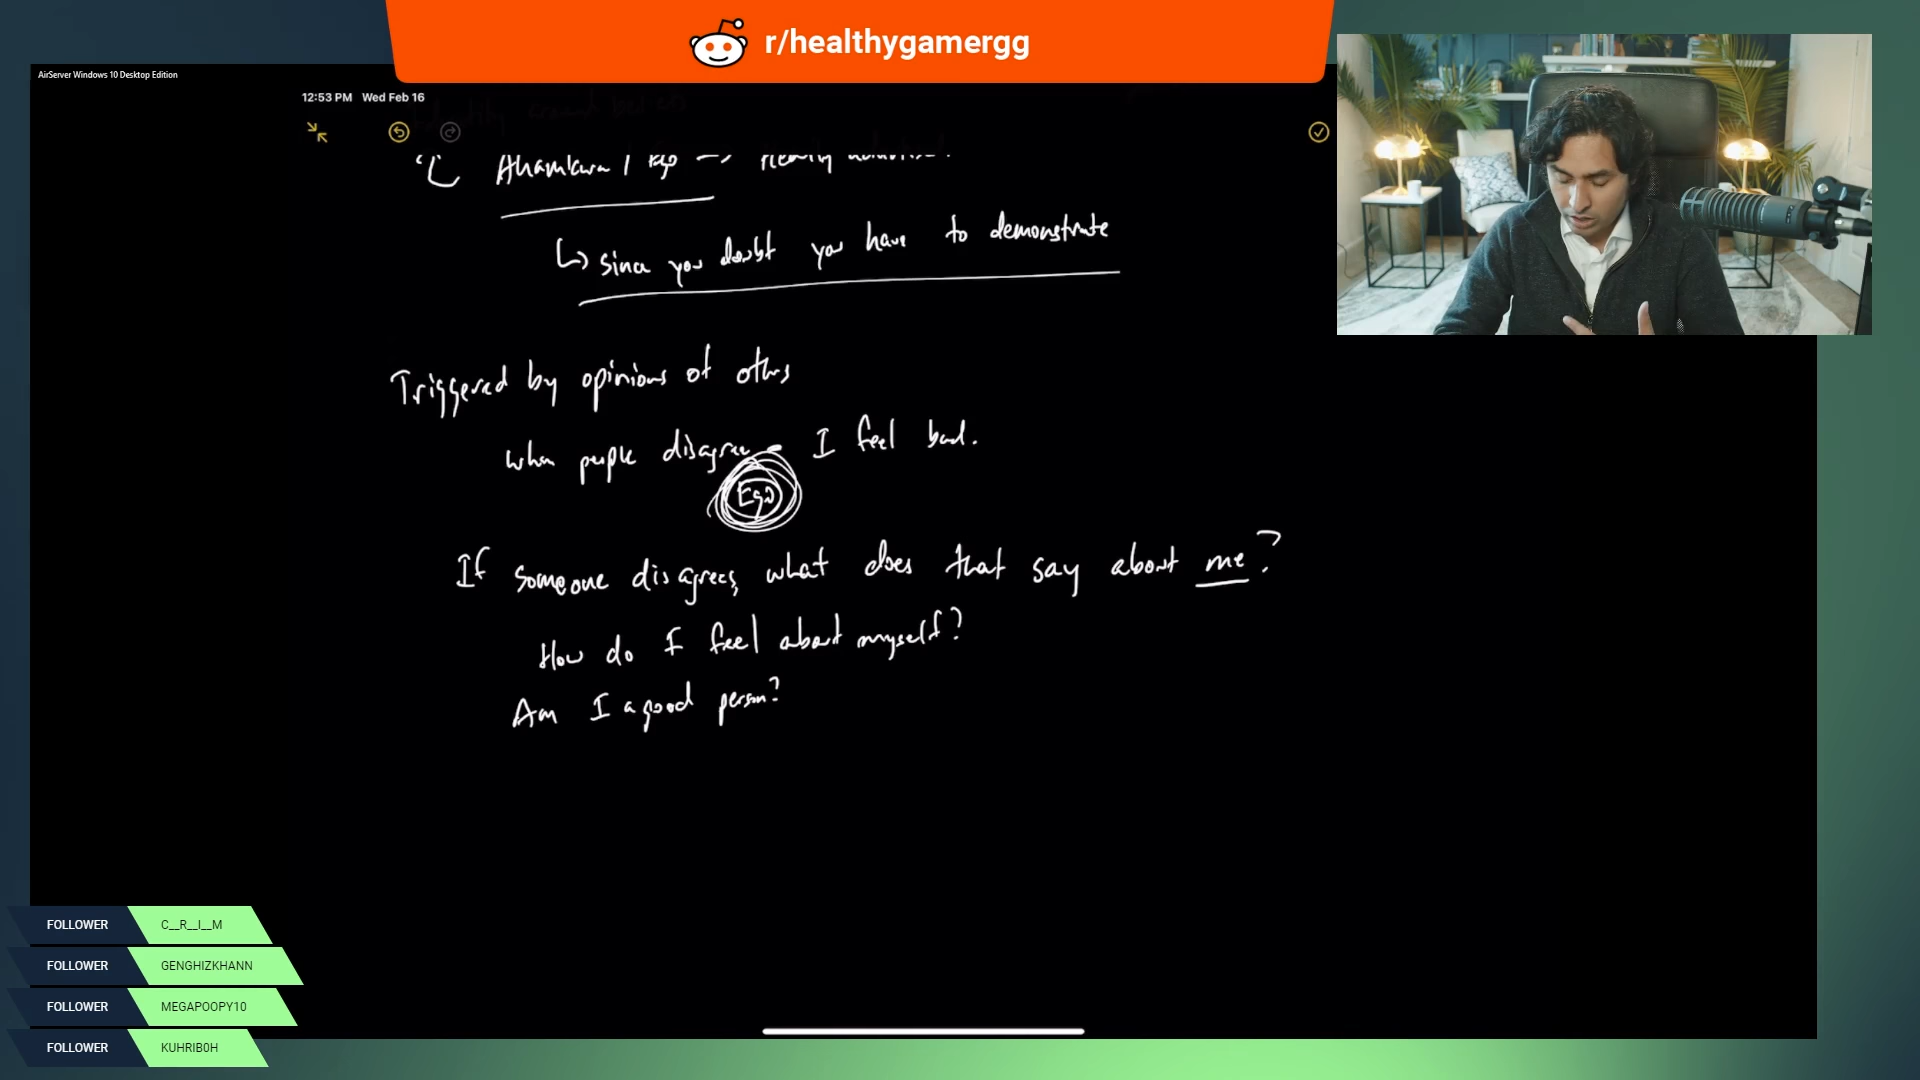 r/healthygamergg
AirServer Windows 10 Desktop Edition
12:53 PM Wed Feb 16
Ahamkara / Ego →
↳ since you doubt you have to demonstrate
Triggered by opinions of others
when people disagree - I feel bad.
Ego
If someone disagrees, what does that say about me?
How do I feel about myself?
Am I a good person?
FOLLOWER C__R__I__M
FOLLOWER GENGHIZKHANN
FOLLOWER MEGAPOOPY10
FOLLOWER KUHRIB0H